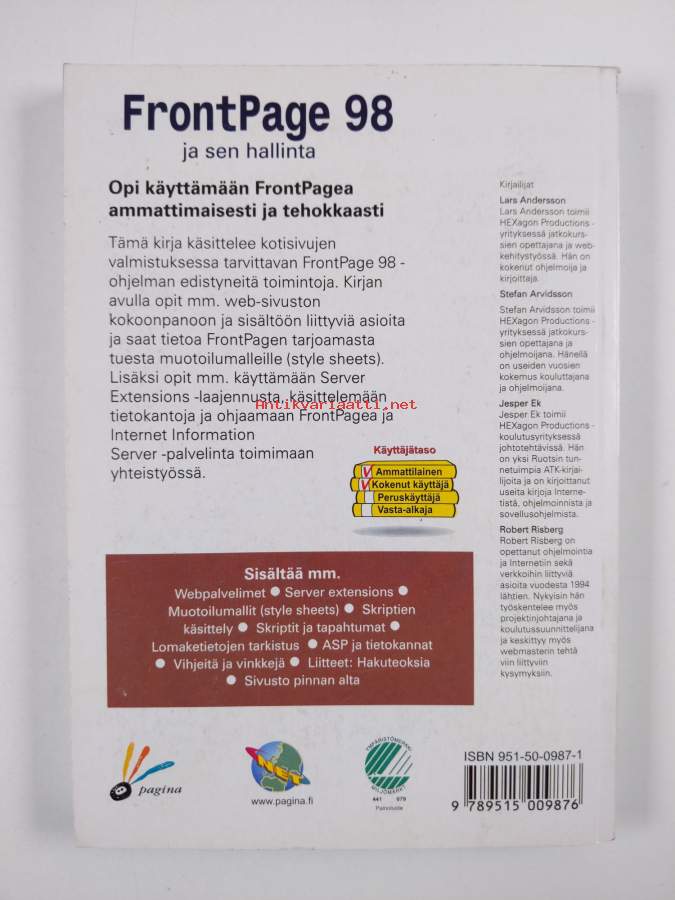 FrontPage 98
ja sen hallinta
Opi käyttämään FrontPagea
ammattimaisesti ja tehokkaasti
Tämä kirja käsittelee kotisivujen
valmistuksessa tarvittavan FrontPage 98 -
ohjelman edistyneitä toimintoja. Kirjan
avulla opit mm. web-sivuston
kokoonpanoon ja sisältöön liittyviä asioita
ja saat tietoa FrontPagen tarjoamasta
tuesta muotoilumalleille (style sheets).
Lisäksi opit mm. käyttämään Server
Extensions -laajennusta, käsittelemään
tietokantoja ja ohjaamaan FrontPagea ja
Internet Information
Server -palvelinta toimimaan
yhteistyössä.
Antikvariaatti.net
Käyttäjätaso
Ammattilainen
Kokenut käyttäjä
Peruskäyttäjä
Vasta-alkaja
Sisältää mm.
Webpalvelimet ● Server extensions ●
Muotoilumallit (style sheets) ● Skriptien
käsittely ● Skriptit ja tapahtumat ●
Lomaketietojen tarkistus ● ASP ja tietokannat
● Vihjeitä ja vinkkejä ● Liitteet: Hakuteoksia
● Sivusto pinnan alta
Kirjailijat
Lars Andersson
Lars Andersson toimii
HEXagon Productions -
yrityksessä jatkokurs-
sien opettajana ja web-
kehitystyössä. Hän on
kokenut ohjelmoija ja
kirjoittaja.
Stefan Arvidsson
Stefan Arvidsson toimii
HEXagon Productions -
yrityksessä jatkokurs-
sien opettajana ja
ohjelmoijana. Hänellä
on useiden vuosien
kokemus kouluttajana
ja ohjelmoijana.
Jesper Ek
Jesper Ek toimii
HEXagon Productions -
koulutusyrityksessä
johtotehtävissä. Hän
on yksi Ruotsin tun-
netuimpia ATK-kirjai-
lijoita ja on kirjoittanut
useita kirjoja Interne-
tistä, ohjelmoinnista ja
sovellusohjelmista.
Robert Risberg
Robert Risberg on
opettanut ohjelmointia
ja Internetiin sekä
verkkoihin liittyviä
asioita vuodesta 1994
lähtien. Nykyisin hän
työskentelee myös
projektinjohtajana ja
koulutussuunnittelijana
ja keskittyy myös
webmasterin tehtä
viin liittyviin
kysymyksiin.
pagina
www.pagina.fi
YMPÄRISTÖMERKKI
MILJÖMÄRKT
441 979
Painotuote
ISBN 951-50-0987-1
9 789515 009876